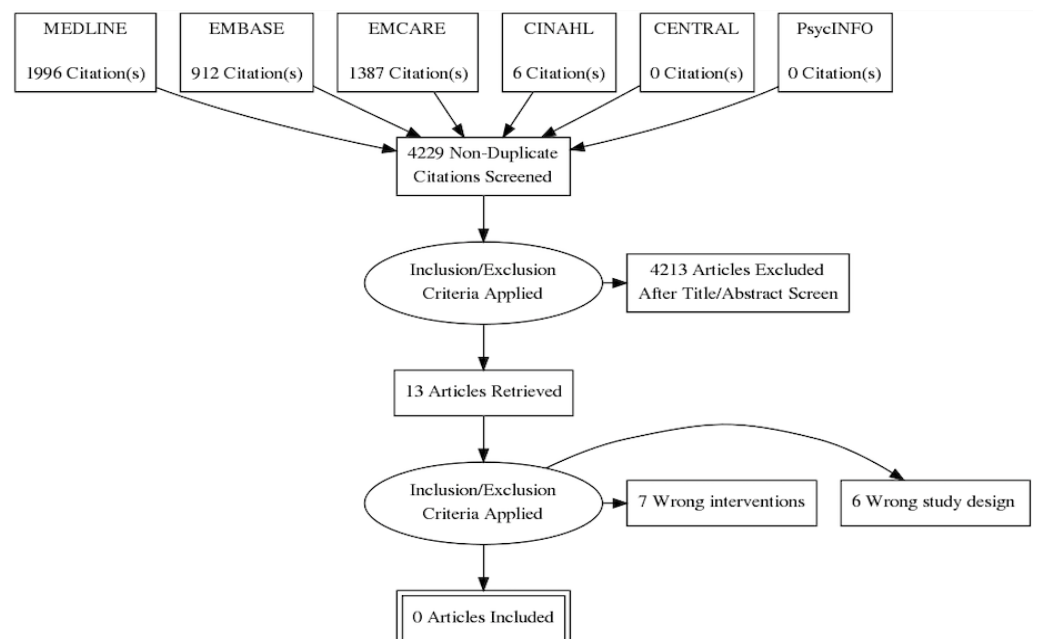 MEDLINE
1996 Citation(s)
EMBASE
912 Citation(s)
EMCARE
1387 Citation(s)
CINAHL
6 Citation(s)
CENTRAL
0 Citation(s)
PsycINFO
0 Citation(s)
4229 Non-Duplicate
Citations Screened
Inclusion/Exclusion
Criteria Applied
4213 Articles Excluded
After Title/Abstract Screen
13 Articles Retrieved
Inclusion/Exclusion
Criteria Applied
7 Wrong interventions
6 Wrong study design
0 Articles Included